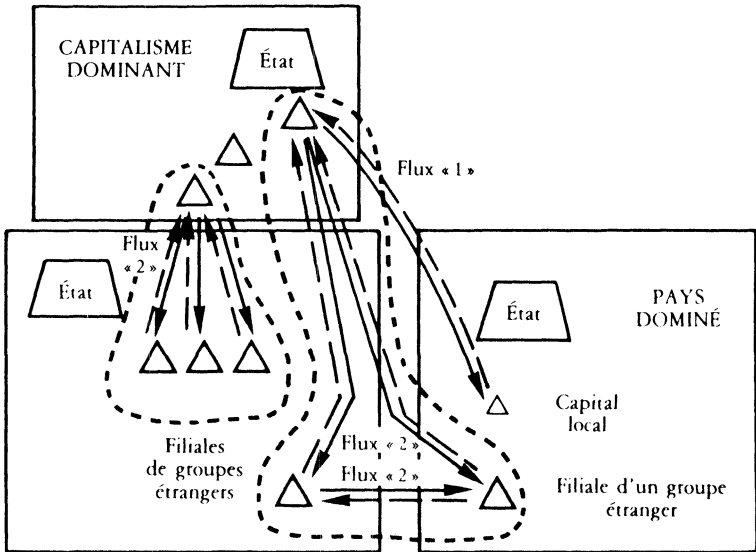 CAPITALISME
DOMINANT
État
Flux « 1 »
Flux
« 2 »
État
État
PAYS
DOMINÉ
Capital
local
Filiales
de groupes
étrangers
Flux « 2 »
Flux « 2 »
Filiale d'un groupe
étranger